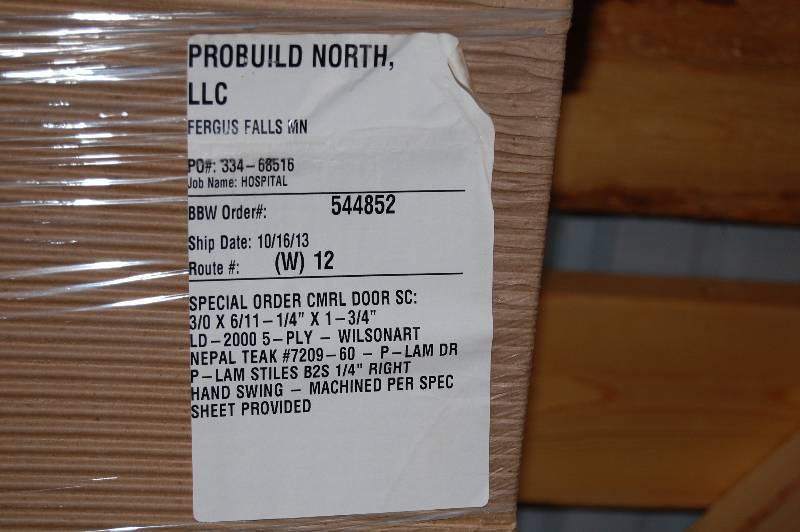 PROBUILD NORTH,
LLC
FERGUS FALLS MN
PO#: 334-68516
Job Name: HOSPITAL
BBW Order#: 544852
Ship Date: 10/16/13
Route #: (W) 12
SPECIAL ORDER CMRL DOOR SC:
3/0 X 6/11-1/4" X 1-3/4"
LD-2000 5-PLY - WILSONART
NEPAL TEAK #7209-60 - P-LAM DR
P-LAM STILES B2S 1/4" RIGHT
HAND SWING - MACHINED PER SPEC
SHEET PROVIDED